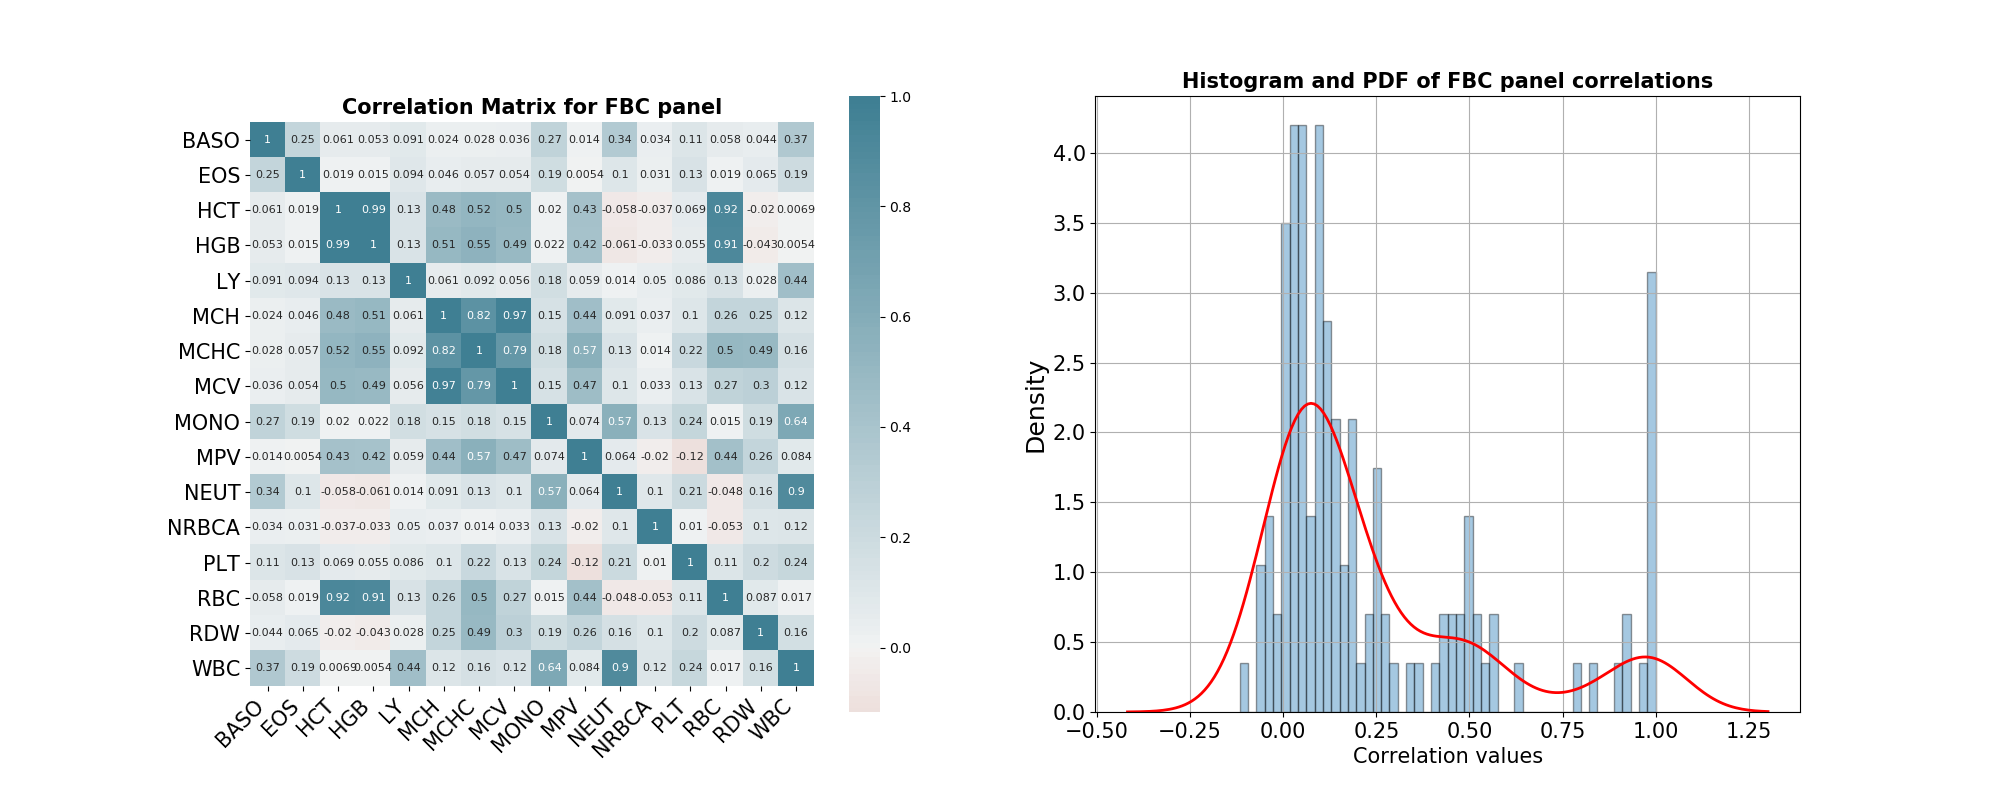 Correlation Matrix for FBC panel
BASO 1 0.25 0.061 0.053 0.091 0.024 0.028 0.036 0.27 0.014 0.34 0.034 0.11 0.058 0.044 0.37
EOS 0.25 1 0.019 0.015 0.094 0.046 0.057 0.054 0.19 0.0054 0.1 0.031 0.13 0.019 0.065 0.19
HCT 0.061 0.019 1 0.99 0.13 0.48 0.52 0.5 0.02 0.43 -0.058 -0.037 0.069 0.92 -0.02 0.0069
HGB 0.053 0.015 0.99 1 0.13 0.51 0.55 0.49 0.022 0.42 -0.061 -0.033 0.055 0.91 -0.043 0.0054
LY 0.091 0.094 0.13 0.13 1 0.061 0.092 0.056 0.18 0.059 0.014 0.05 0.086 0.13 0.028 0.44
MCH 0.024 0.046 0.48 0.51 0.061 1 0.82 0.97 0.15 0.44 0.091 0.037 0.1 0.26 0.25 0.12
MCHC 0.028 0.057 0.52 0.55 0.092 0.82 1 0.79 0.18 0.57 0.13 0.014 0.22 0.5 0.49 0.16
MCV 0.036 0.054 0.5 0.49 0.056 0.97 0.79 1 0.15 0.47 0.1 0.033 0.13 0.27 0.3 0.12
MONO 0.27 0.19 0.02 0.022 0.18 0.15 0.18 0.15 1 0.074 0.57 0.13 0.24 0.015 0.19 0.64
MPV 0.014 0.0054 0.43 0.42 0.059 0.44 0.57 0.47 0.074 1 0.064 -0.02 -0.12 0.44 0.26 0.084
NEUT 0.34 0.1 -0.058 -0.061 0.014 0.091 0.13 0.1 0.57 0.064 1 0.1 0.21 -0.048 0.16 0.9
NRBCA 0.034 0.031 -0.037 -0.033 0.05 0.037 0.014 0.033 0.13 -0.02 0.1 1 0.01 -0.053 0.1 0.12
PLT 0.11 0.13 0.069 0.055 0.086 0.1 0.22 0.13 0.24 -0.12 0.21 0.01 1 0.11 0.2 0.24
RBC 0.058 0.019 0.92 0.91 0.13 0.26 0.5 0.27 0.015 0.44 -0.048 -0.053 0.11 1 0.087 0.017
RDW 0.044 0.065 -0.02 -0.043 0.028 0.25 0.49 0.3 0.19 0.26 0.16 0.1 0.2 0.087 1 0.16
WBC 0.37 0.19 0.0069 0.0054 0.44 0.12 0.16 0.12 0.64 0.084 0.9 0.12 0.24 0.017 0.16 1
BASO EOS HCT HGB LY MCH MCHC MCV MONO MPV NEUT NRBCA PLT RBC RDW WBC
1.0
0.8
0.6
0.4
0.2
0.0
Histogram and PDF of FBC panel correlations
Density
4.0
3.5
3.0
2.5
2.0
1.5
1.0
0.5
0.0
−0.50 −0.25 0.00 0.25 0.50 0.75 1.00 1.25
Correlation values